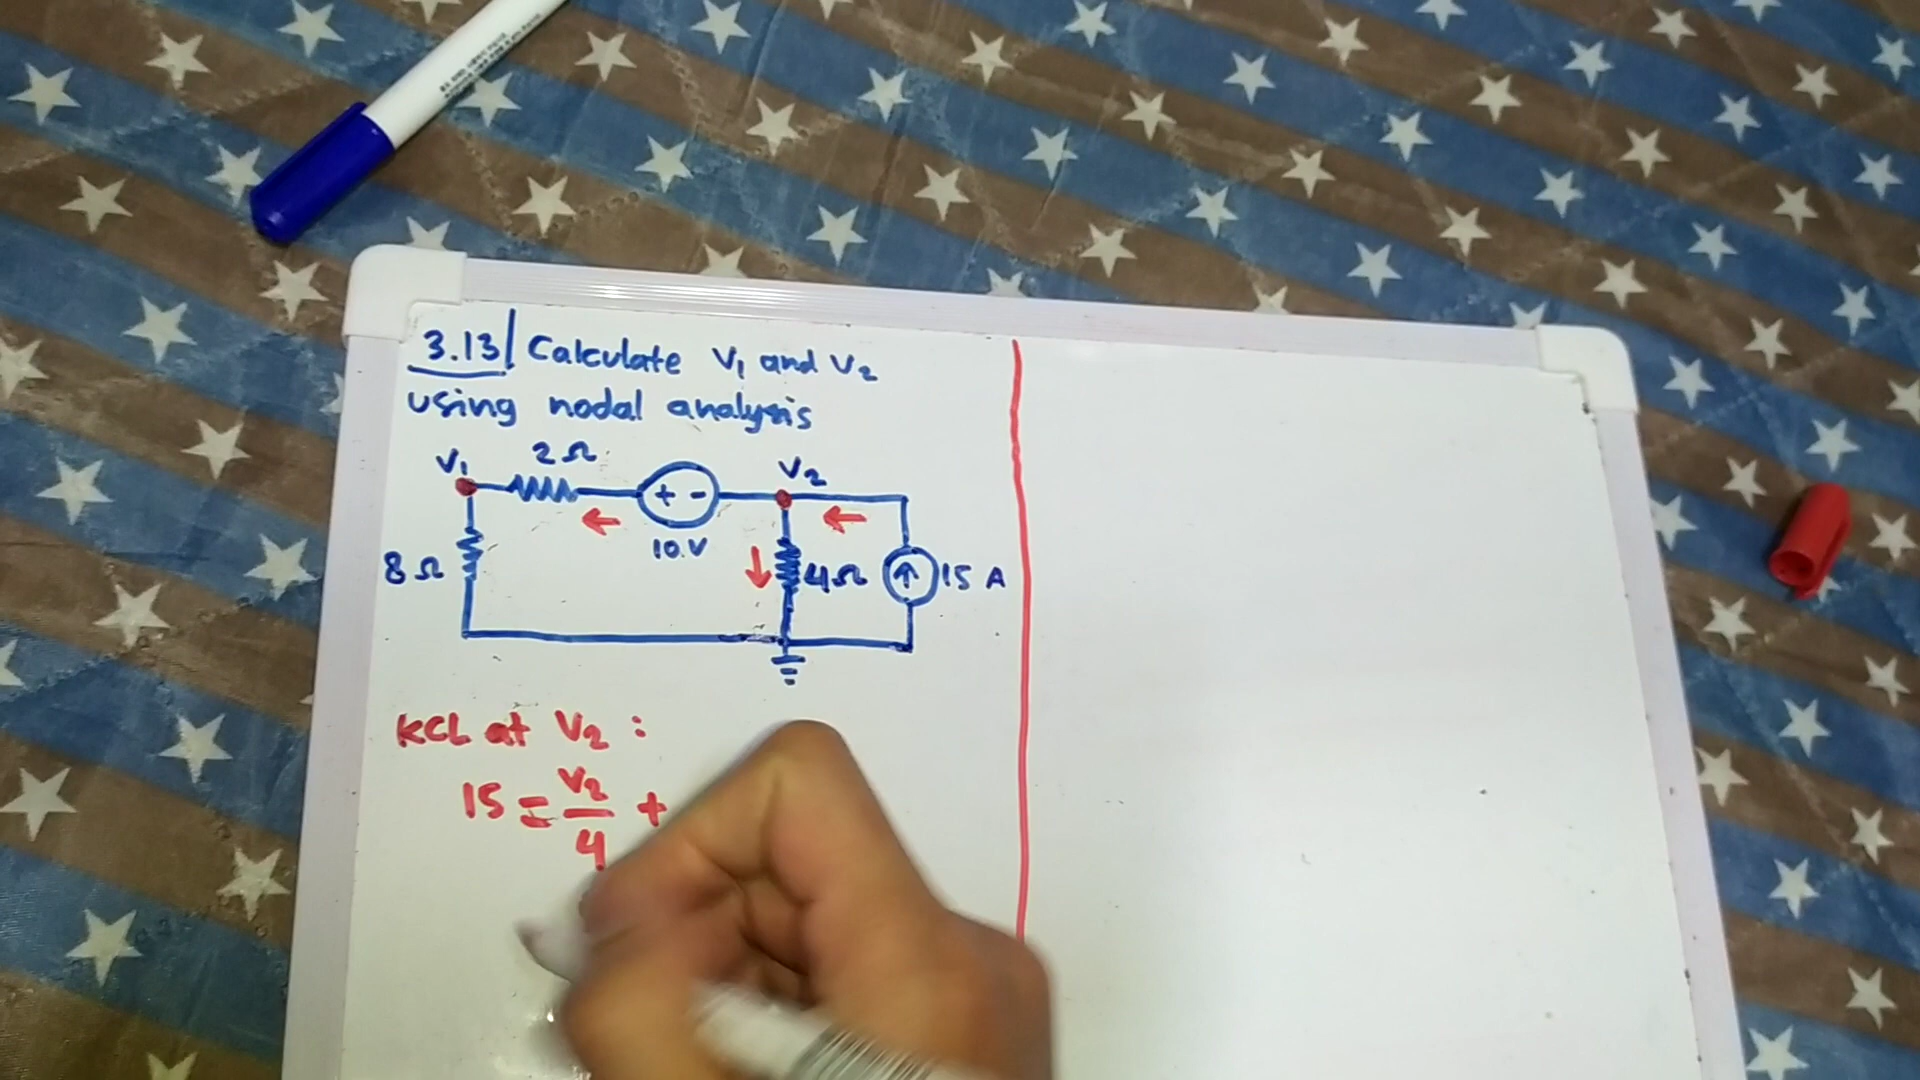 3.13| Calculate V₁ and V₂
using nodal analysis
V₁
2Ω
V₂
+ -
10.V
8Ω
4Ω
15 A
KCL at V₂ :
15 = V₂/4 +